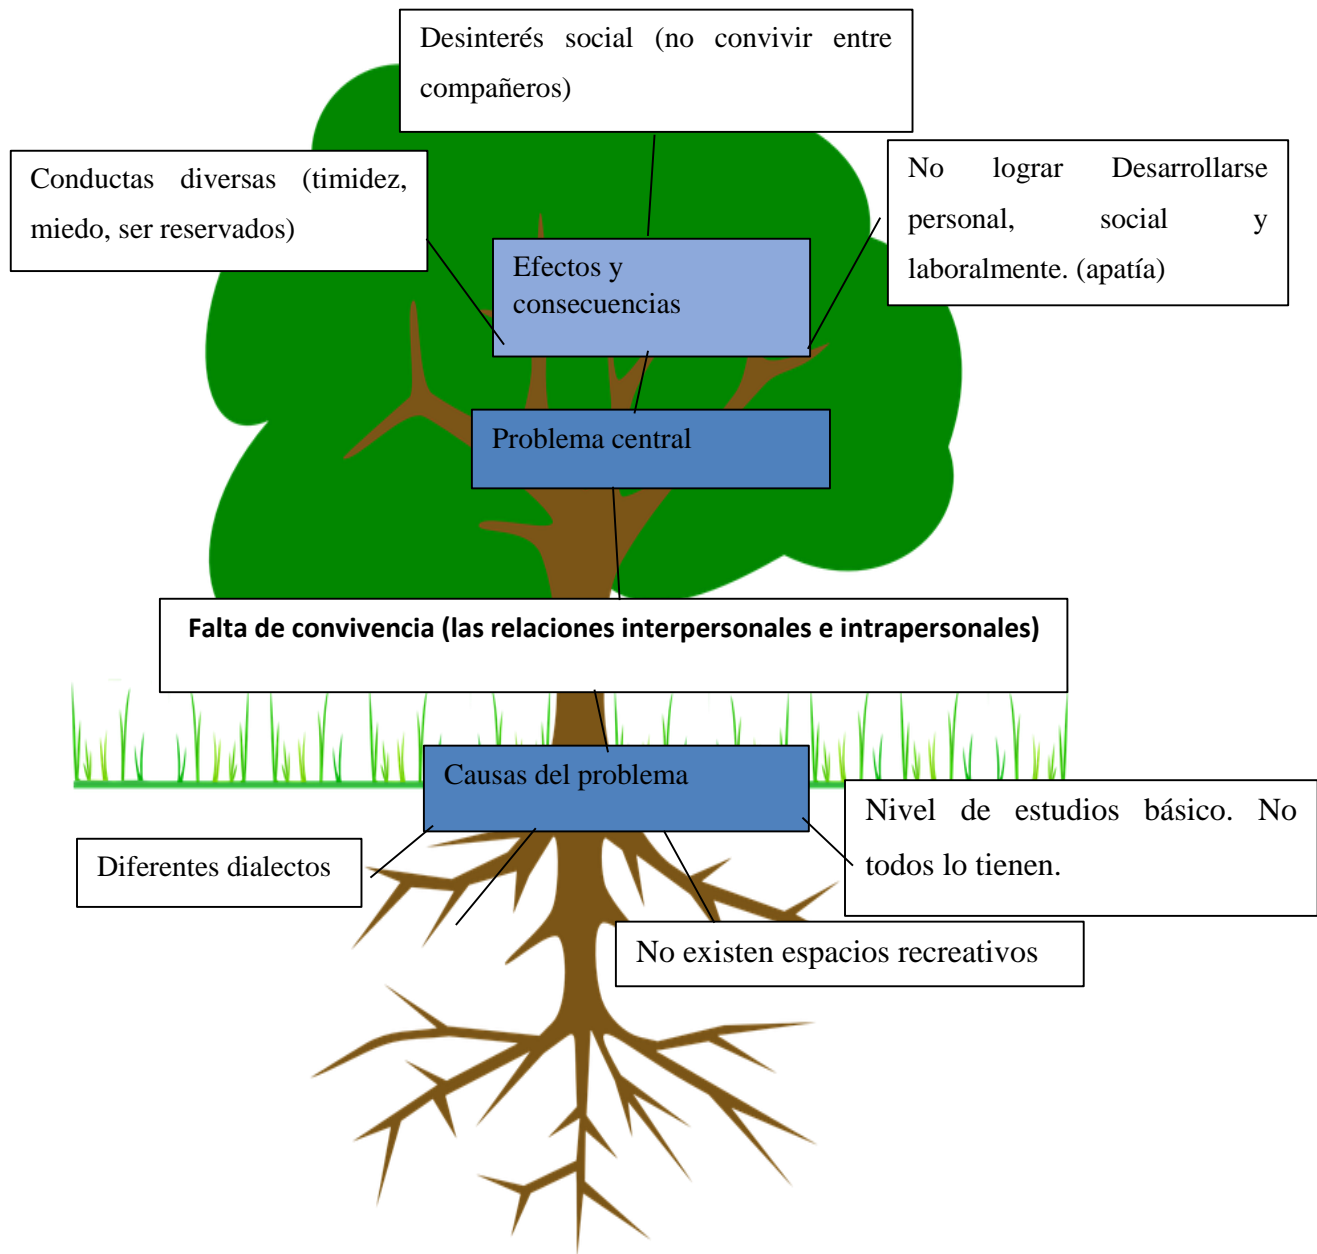 Desinterés social (no convivir entre
compañeros)
Conductas diversas (timidez,
miedo, ser reservados)
No lograr Desarrollarse
personal, social y
laboralmente. (apatía)
Efectos y
consecuencias
Problema central
Falta de convivencia (las relaciones interpersonales e intrapersonales)
Causas del problema
Nivel de estudios básico. No
todos lo tienen.
Diferentes dialectos
No existen espacios recreativos